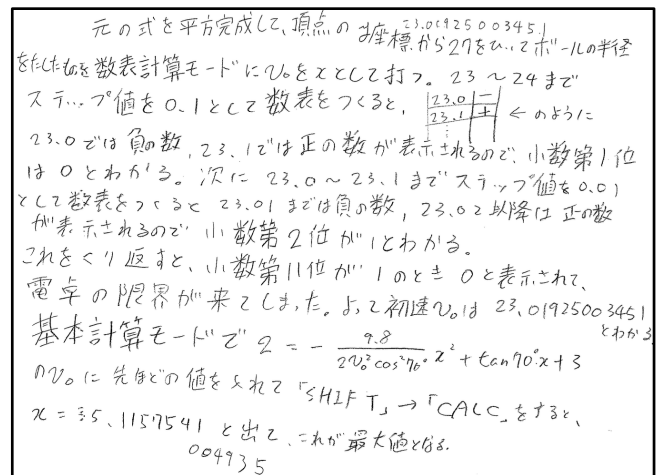 23.01925003451
元の式を平方完成して、頂点のy座標から27をひいてボールの半径
をたしたものを数表計算モードにv₀をxとして打つ。23～24まで
ステップ値を0.1として数表をつくると、 23.0 － 23.1 ＋ ←のように
23.0では負の数、23.1では正の数が表示されるので、小数第1位
は0とわかる。次に23.0～23.1までステップ値を0.01
として数表をつくると23.01までは負の数、23.02以降は正の数
が表示されるので小数第2位が1とわかる。
これをくり返すと、小数第11位が1のとき0と表示されて、
電卓の限界が来てしまった。よって初速v₀は23.01925003451
とわかる。
基本計算モードで2=-9.8/(2v₀²cos²70°)x²+tan70°x+3
のv₀に先ほどの値を入れて「SHIFT」→「CALC」をすると、
x=35.1157541と出て、これが最大値となる。
004935